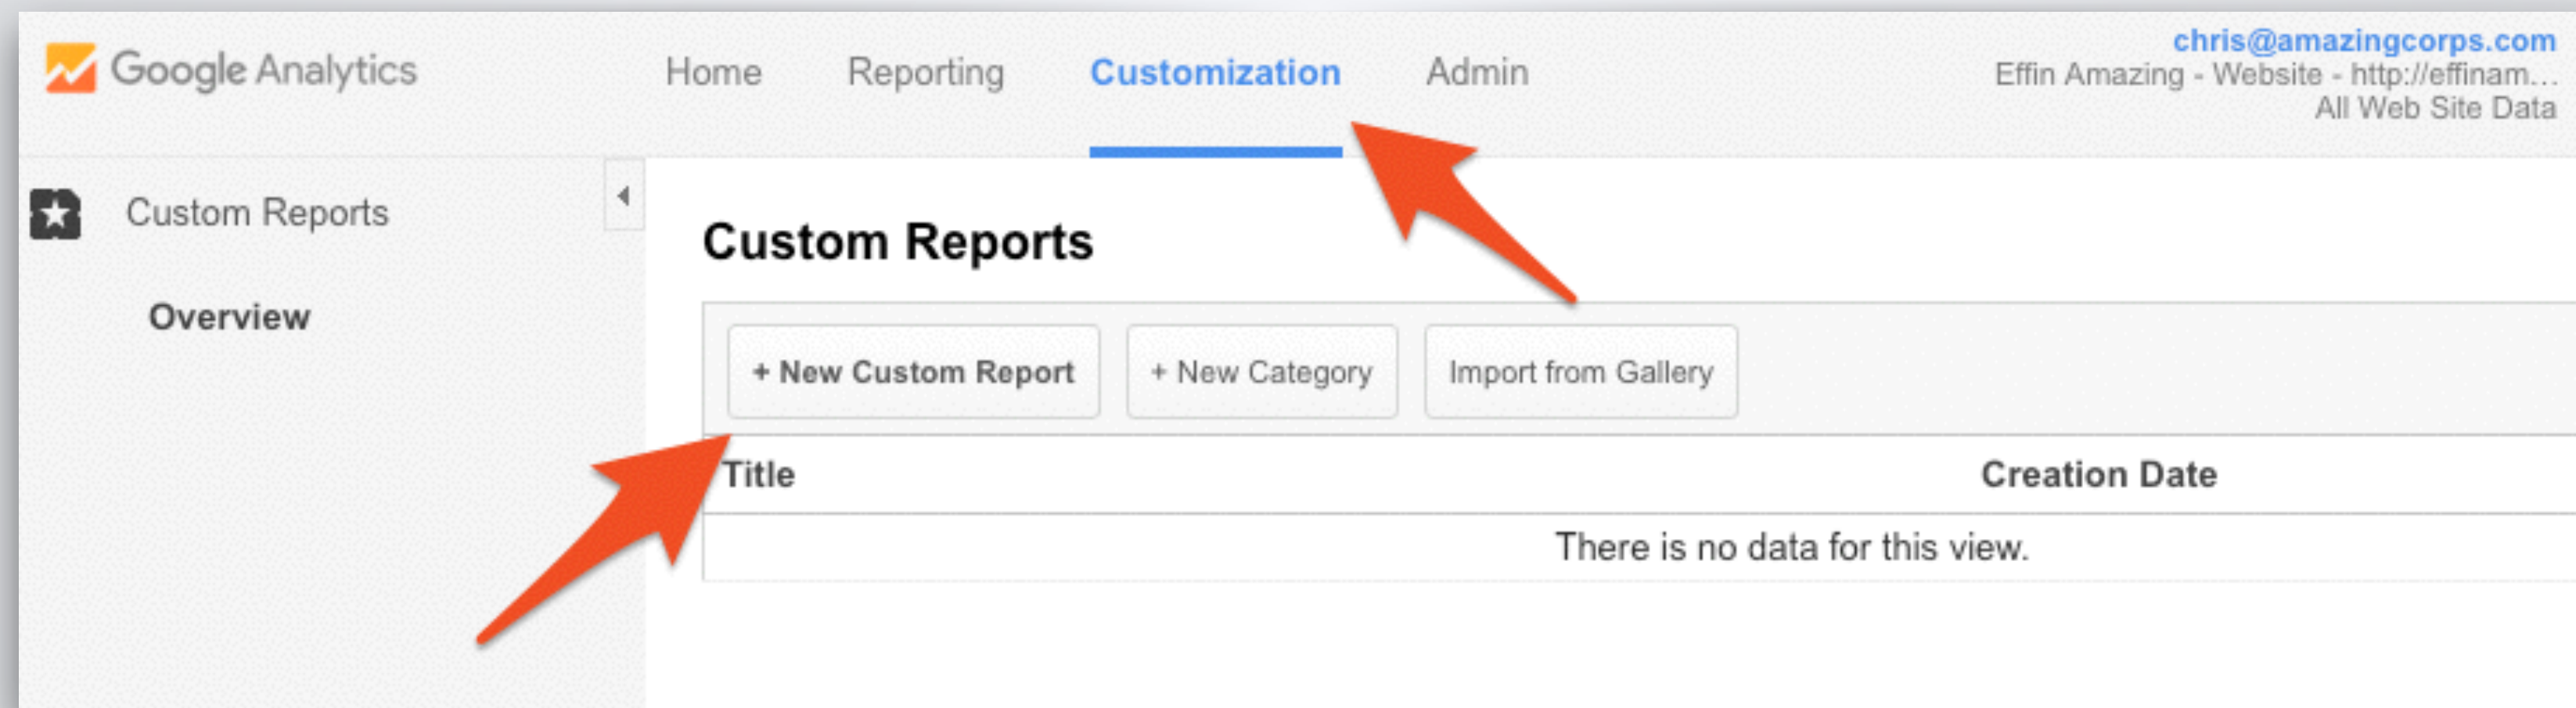 Google Analytics
Home Reporting Customization Admin
chris@amazingcorps.com
Effin Amazing - Website - http://effinam...
All Web Site Data
Custom Reports
Overview
Custom Reports
+ New Custom Report + New Category Import from Gallery
Title Creation Date
There is no data for this view.